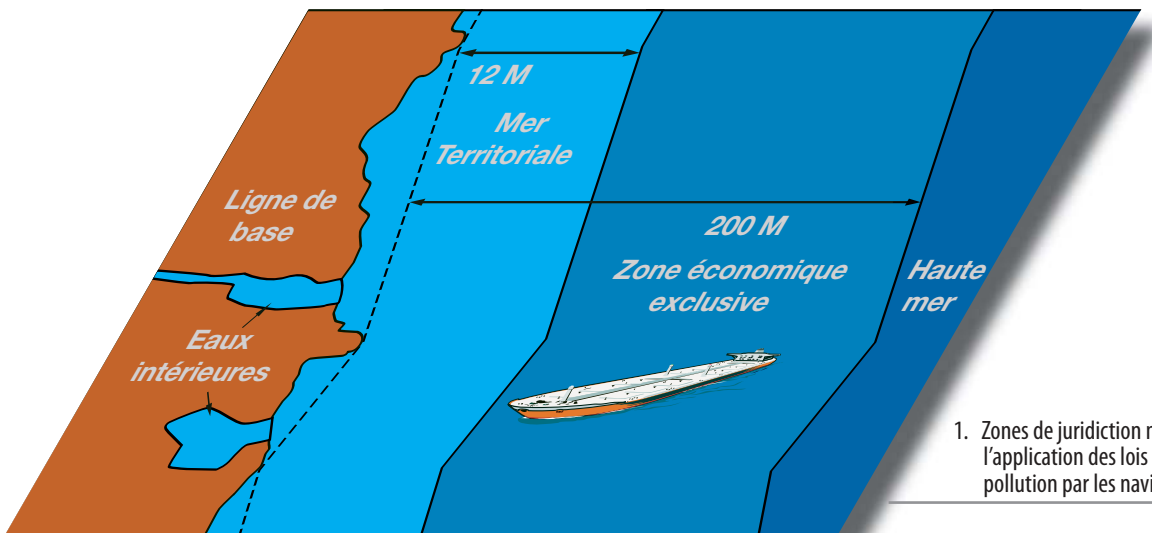 12 M
Mer
Territoriale
Ligne de
base
200 M
Zone économique
exclusive
Haute
mer
Eaux
intérieures
1. Zones de juridiction
l'application des lois
pollution par les